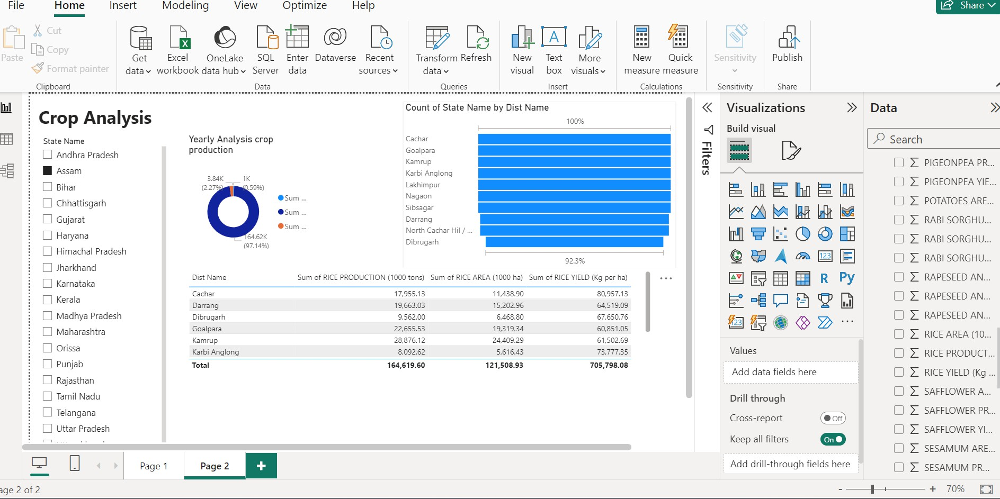 File Home Insert Modeling View Optimize Help Share
Paste
Cut
Copy
Format painter
Clipboard
Get data
Excel workbook
OneLake data hub
SQL Server
Enter data
Dataverse
Recent sources
Data
Transform data
Refresh
Queries
New visual
Text box
More visuals
Insert
New measure
Quick measure
Calculations
Sensitivity
Sensitivity
Publish
Share
Crop Analysis
State Name
Andhra Pradesh
Assam
Bihar
Chhattisgarh
Gujarat
Haryana
Himachal Pradesh
Jharkhand
Karnataka
Kerala
Madhya Pradesh
Maharashtra
Orissa
Punjab
Rajasthan
Tamil Nadu
Telangana
Uttar Pradesh
Yearly Analysis crop
production
3.84K
(2.27%)
1K
(0.59%)
164.62K
(97.14%)
Sum ...
Sum ...
Sum ...
Count of State Name by Dist Name
100%
Cachar
Goalpara
Kamrup
Karbi Anglong
Lakhimpur
Nagaon
Sibsagar
Darrang
North Cachar Hil / ...
Dibrugarh
92.3%
Dist Name Sum of RICE PRODUCTION (1000 tons) Sum of RICE AREA (1000 ha) Sum of RICE YIELD (Kg per ha)
Cachar 17,955.13 11,438.90 80,957.13
Darrang 19,663.03 15,202.96 64,519.09
Dibrugarh 9,562.00 6,468.80 67,650.76
Goalpara 22,655.53 19,319.34 60,851.05
Kamrup 28,876.12 24,409.29 61,502.69
Karbi Anglong 8,092.62 5,616.43 73,777.35
Total 164,619.60 121,508.93 705,798.08
Filters
Visualizations
Build visual
123
R
Py
123
Values
Add data fields here
Drill through
Cross-report Off
Keep all filters On
Add drill-through fields here
Data
Search
PIGEONPEA PR...
PIGEONPEA YIE...
POTATOES ARE...
RABI SORGHU...
RABI SORGHU...
RABI SORGHU...
RAPESEED AN...
RAPESEED AN...
RAPESEED AN...
RICE AREA (10...
RICE PRODUCT...
RICE YIELD (Kg ...
SAFFLOWER A...
SAFFLOWER PR...
SAFFLOWER YI...
SESAMUM ARE...
SESAMUM PR...
Page 1
Page 2
age 2 of 2
- + 70%